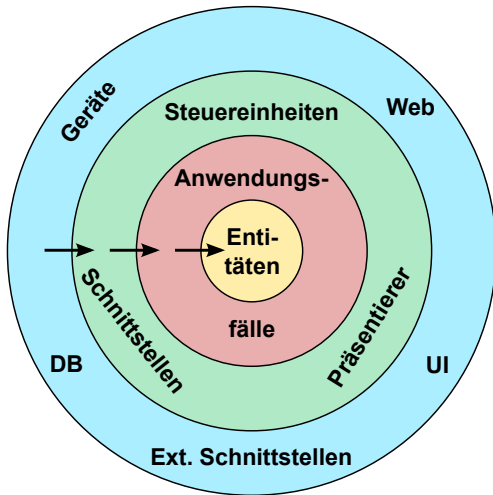 Geräte
Web
Steuereinheiten
Anwendungs-
Enti-
täten
Schnittstellen
fälle
Präsentierer
DB
UI
Ext. Schnittstellen